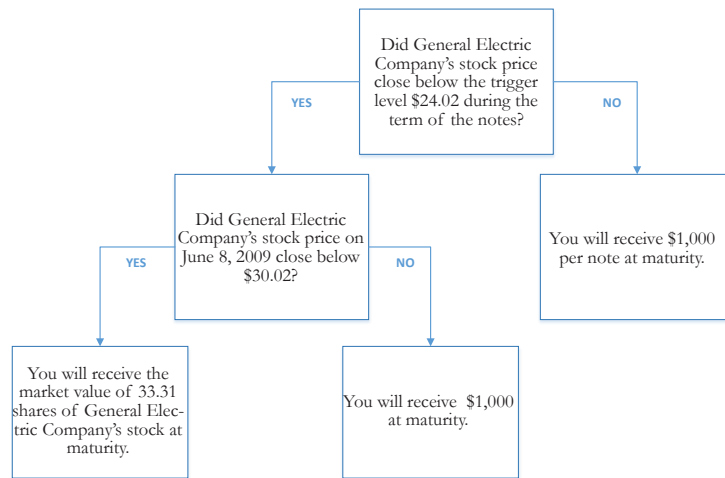 Did General Electric
Company's stock price
close below the trigger
level $24.02 during the
term of the notes?
YES
NO
Did General Electric
Company's stock price on
June 8, 2009 close below
$30.02?
You will receive $1,000
per note at maturity.
YES
NO
You will receive the
market value of 33.31
shares of General Elec-
tric Company's stock at
maturity.
You will receive $1,000
at maturity.